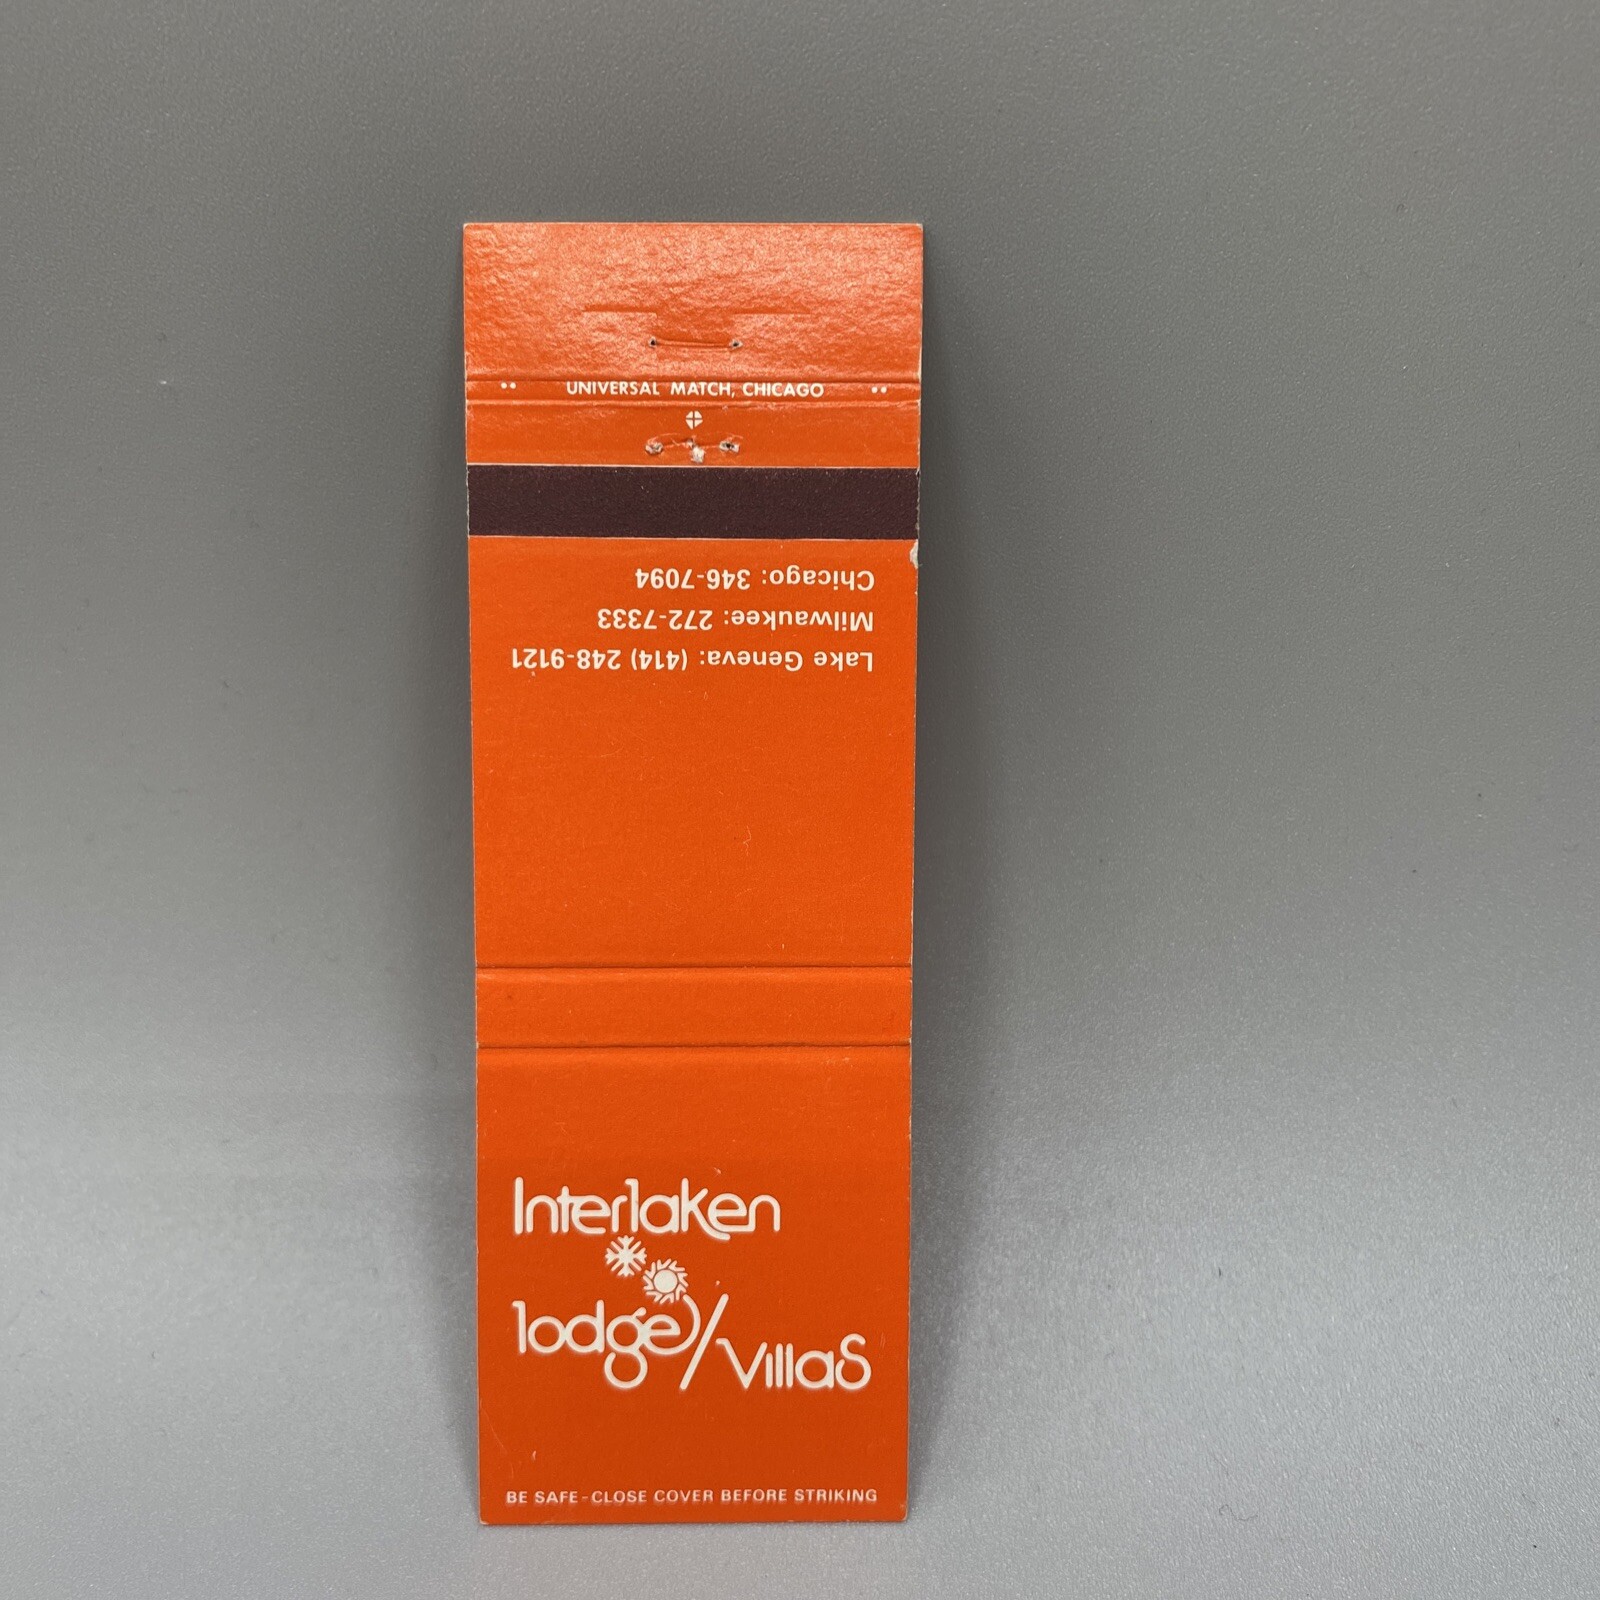 UNIVERSAL MATCH, CHICAGO
Lake Geneva: (414) 248-9121
Milwaukee: 272-7333
Chicago: 346-7094
Interlaken
lodge/Villas
BE SAFE-CLOSE COVER BEFORE STRIKING